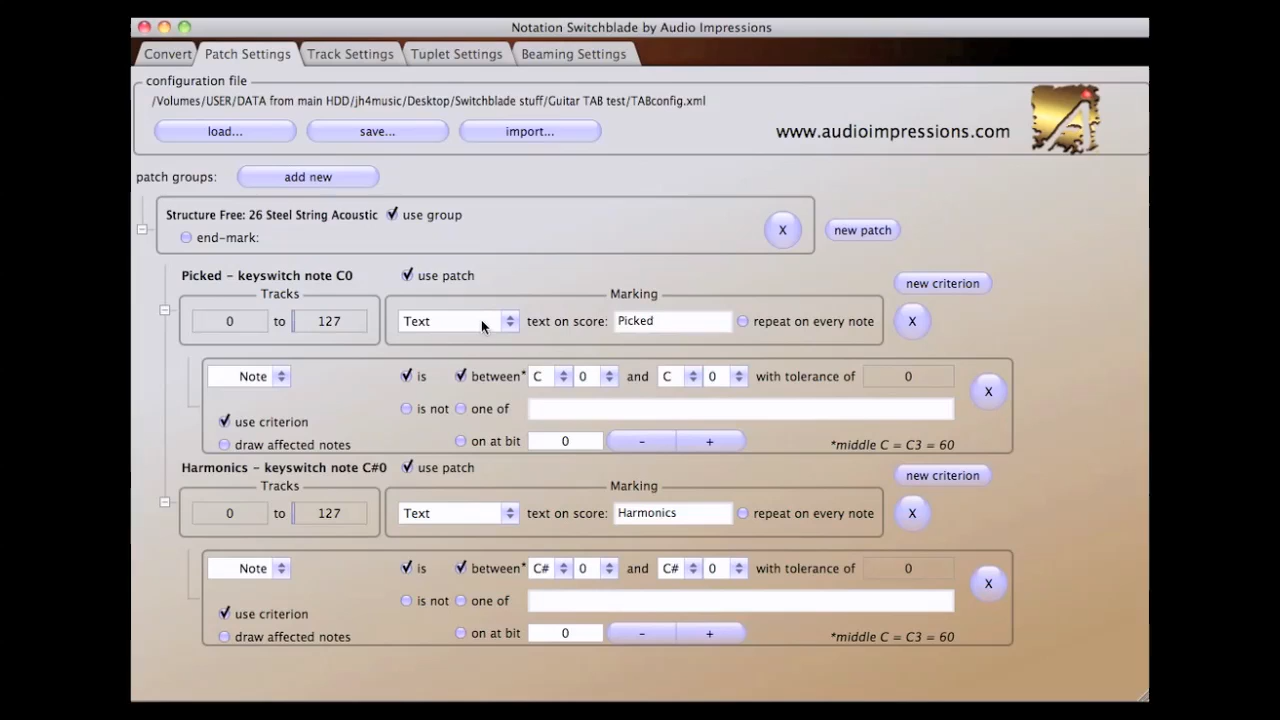 Notation Switchblade by Audio Impressions
Convert Patch Settings Track Settings Tuplet Settings Beaming Settings
configuration file
/Volumes/USER/DATA from main HDD/jh4music/Desktop/Switchblade stuff/Guitar TAB test/TABconfig.xml
load... save... import... www.audioimpressions.com
patch groups: add new
Structure Free: 26 Steel String Acoustic use group
end-mark: X new patch
Picked - keyswitch note C0 use patch new criterion
Tracks Marking
0 to 127 Text text on score: Picked repeat on every note X
Note is between* C 0 and C 0 with tolerance of 0 X
is not one of
use criterion
draw affected notes on at bit 0 - + *middle C = C3 = 60
Harmonics - keyswitch note C#0 use patch new criterion
Tracks Marking
0 to 127 Text text on score: Harmonics repeat on every note X
Note is between* C# 0 and C# 0 with tolerance of 0 X
is not one of
use criterion
draw affected notes on at bit 0 - + *middle C = C3 = 60